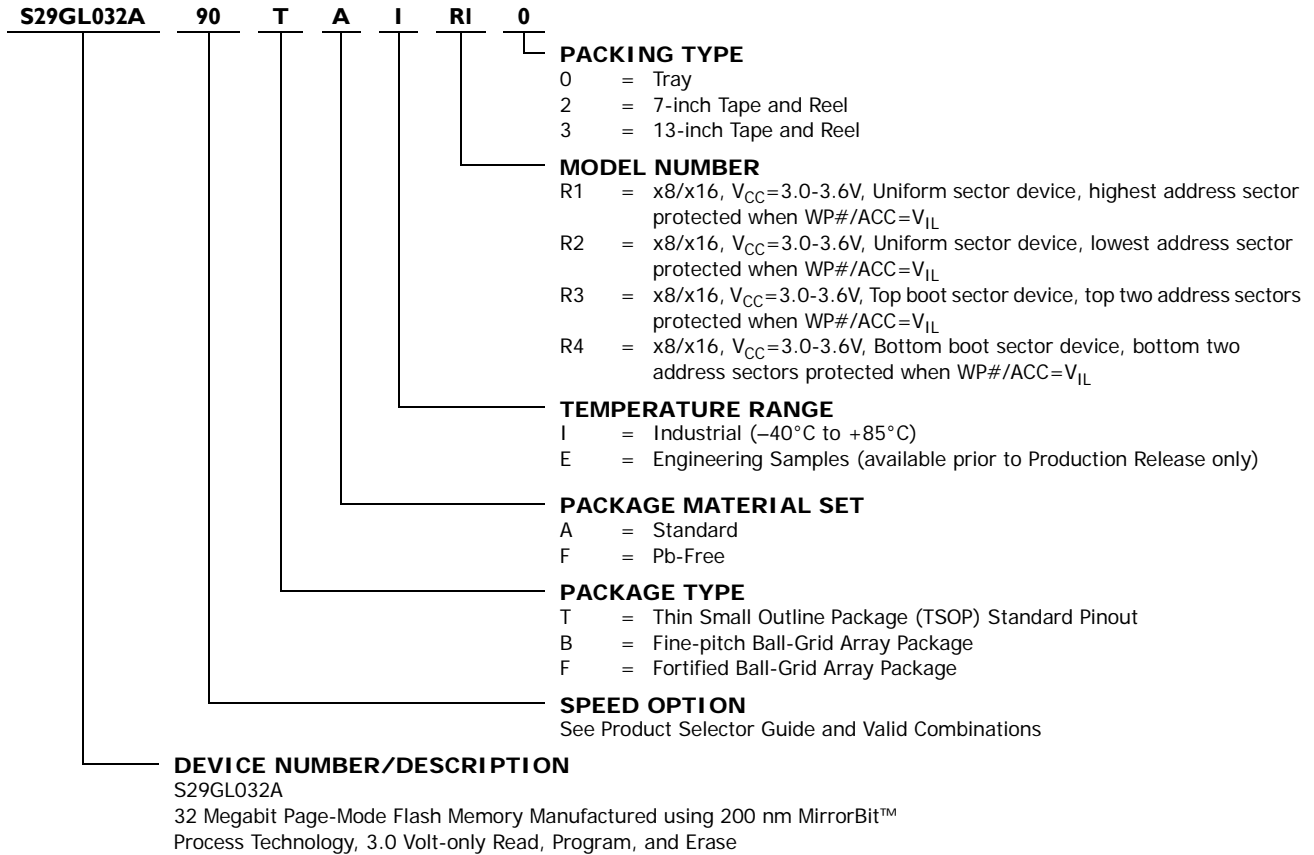 S29GL032A 90 T A I R1 0
PACKING TYPE
0 = Tray
2 = 7-inch Tape and Reel
3 = 13-inch Tape and Reel
MODEL NUMBER
R1 = x8/x16, VCC=3.0-3.6V, Uniform sector device, highest address sector
protected when WP#/ACC=VIL
R2 = x8/x16, VCC=3.0-3.6V, Uniform sector device, lowest address sector
protected when WP#/ACC=VIL
R3 = x8/x16, VCC=3.0-3.6V, Top boot sector device, top two address sectors
protected when WP#/ACC=VIL
R4 = x8/x16, VCC=3.0-3.6V, Bottom boot sector device, bottom two
address sectors protected when WP#/ACC=VIL
TEMPERATURE RANGE
I = Industrial (–40°C to +85°C)
E = Engineering Samples (available prior to Production Release only)
PACKAGE MATERIAL SET
A = Standard
F = Pb-Free
PACKAGE TYPE
T = Thin Small Outline Package (TSOP) Standard Pinout
B = Fine-pitch Ball-Grid Array Package
F = Fortified Ball-Grid Array Package
SPEED OPTION
See Product Selector Guide and Valid Combinations
DEVICE NUMBER/DESCRIPTION
S29GL032A
32 Megabit Page-Mode Flash Memory Manufactured using 200 nm MirrorBit™
Process Technology, 3.0 Volt-only Read, Program, and Erase